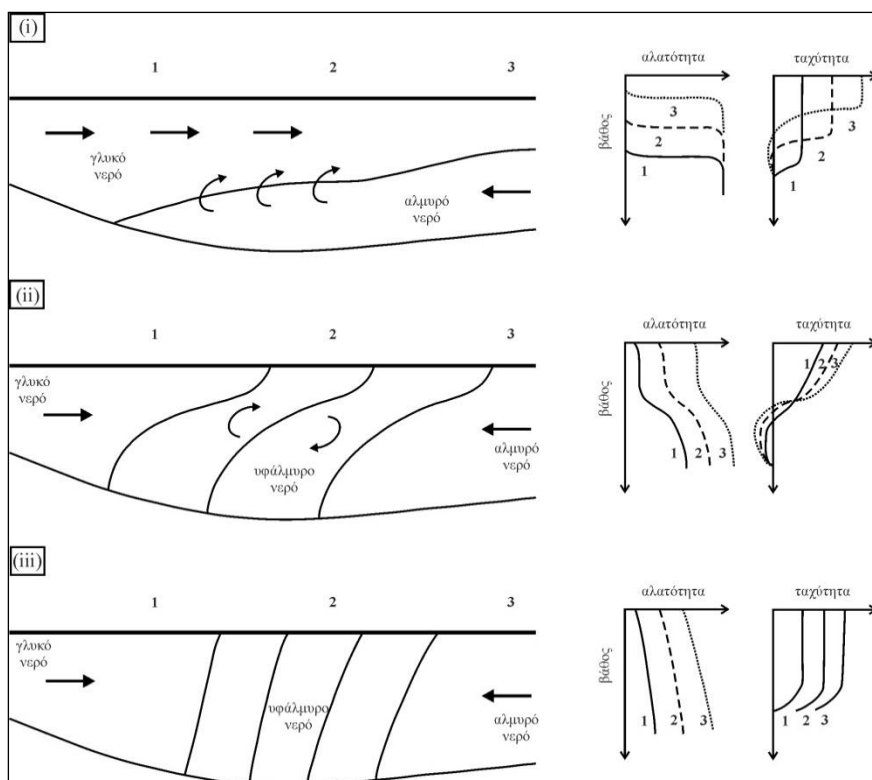 (i)
1 2 3
γλυκό
νερό
αλμυρό
νερό
αλατότητα
βάθος
3
2
1
ταχύτητα
3
2
1
(ii)
1 2 3
γλυκό
νερό
υφάλμυρο
νερό
αλμυρό
νερό
αλατότητα
βάθος
1 2 3
ταχύτητα
1 2 3
(iii)
1 2 3
γλυκό
νερό
υφάλμυρο
νερό
αλμυρό
νερό
αλατότητα
βάθος
1 2 3
ταχύτητα
1 2 3